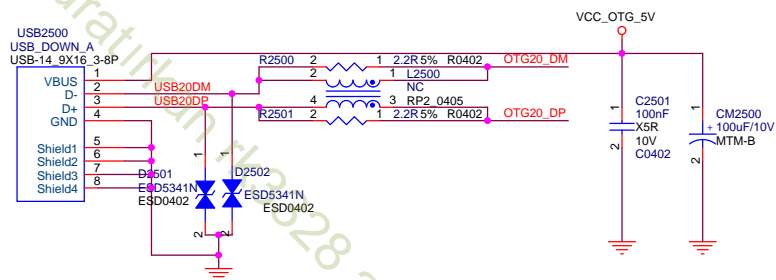 VCC_OTG_5V
USB2500
USB_DOWN_A
USB-14_9X16_3-8P
VBUS 1
D- 2
D+ 3
GND 4
Shield1 5
Shield2 6
Shield3 7
Shield4 8
USB20DM
USB20DP
R2500 2 1 2.2R 5% R0402 OTG20_DM
2 1 L2500
NC
4 3 RP2_0405
R2501 2 1 2.2R 5% R0402 OTG20_DP
1 1
D2501 D2502
ESD5341N ESD5341N
ESD0402 ESD0402
2 2
1 C2501
100nF
X5R
10V
2 C0402
1 CM2500
+ 100uF/10V
2 MTM-B
rk3528